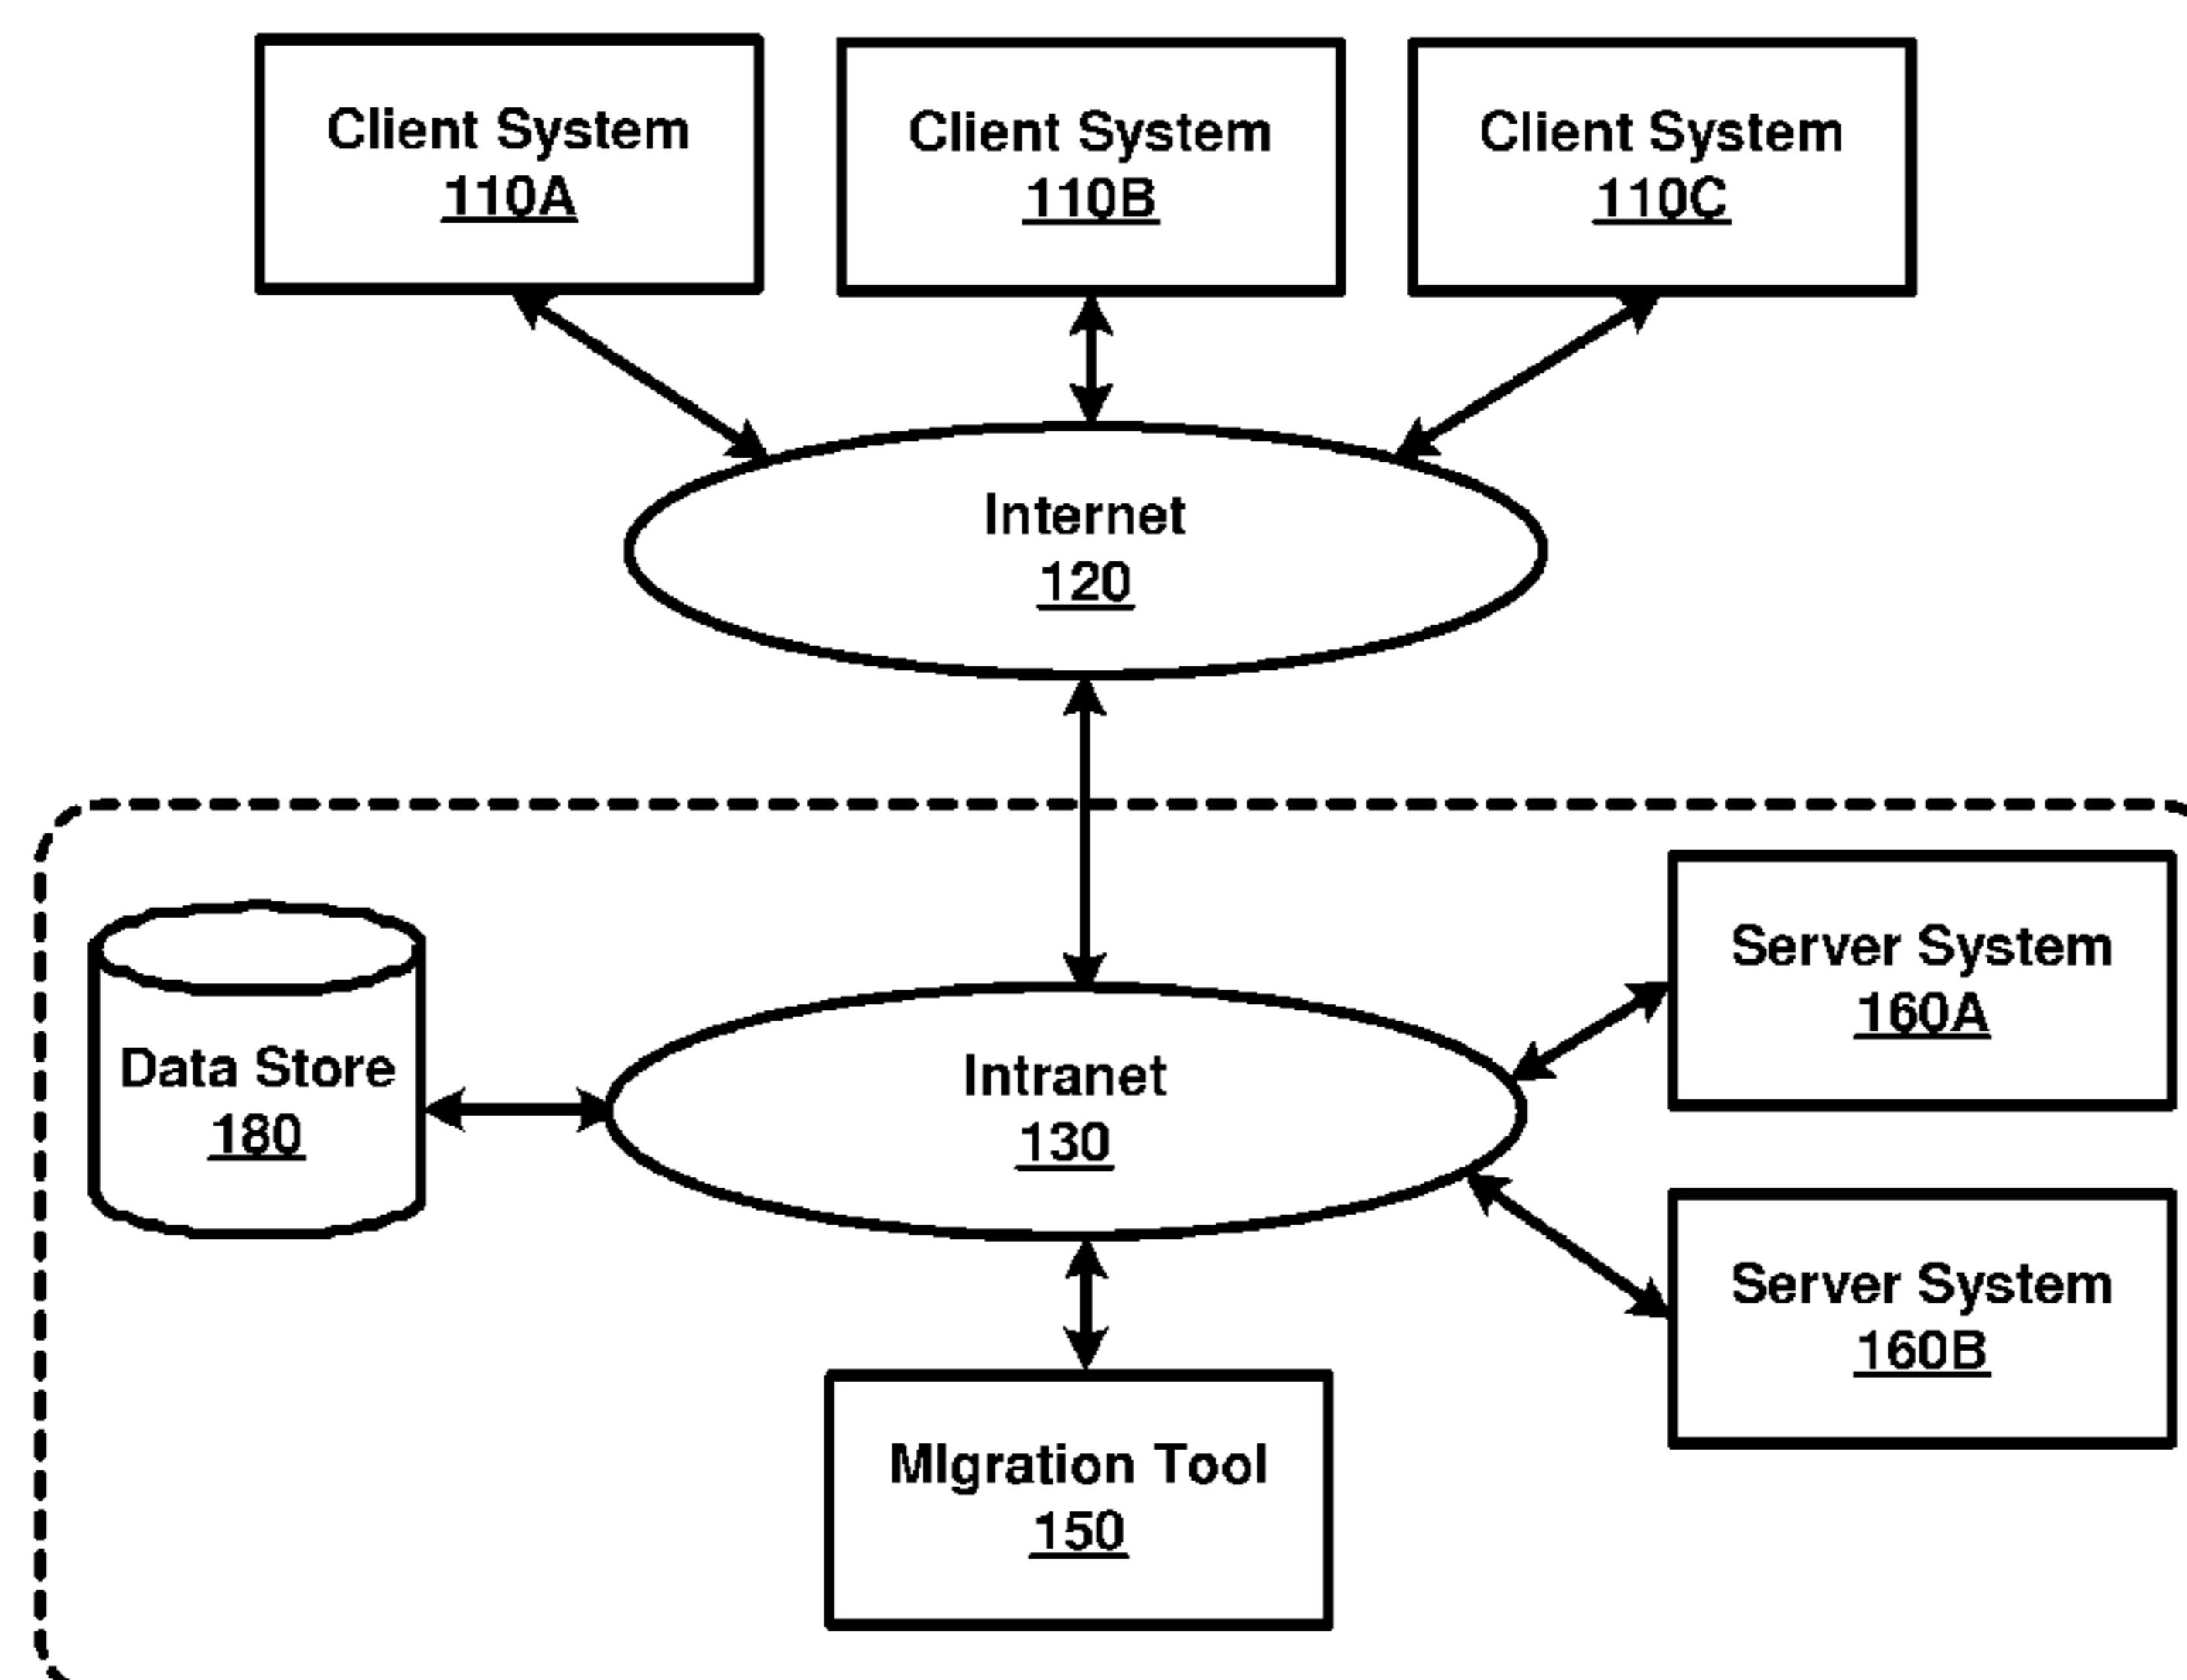 Client System
110A
Client System
110B
Client System
110C
Internet
120
Data Store
180
Intranet
130
Server System
160A
Server System
160B
MIgration Tool
150